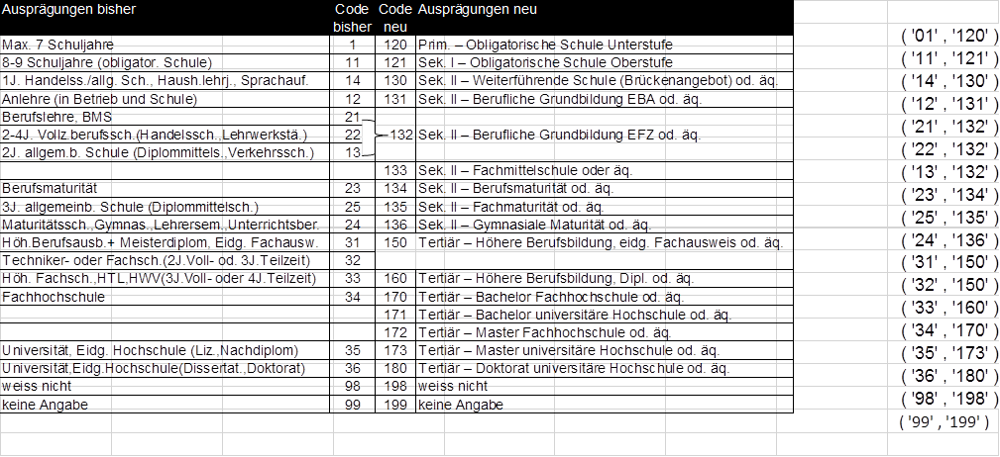 Ausprägungen bisher Code bisher Code neu Ausprägungen neu
Max. 7 Schuljahre 1 120 Prim. – Obligatorische Schule Unterstufe ( '01' , '120' )
8-9 Schuljahre (obligator. Schule) 11 121 Sek. I – Obligatorische Schule Oberstufe ( '11' , '121' )
1J. Handelss./allg. Sch., Haush.lehrj., Sprachauf. 14 130 Sek. II – Weiterführende Schule (Brückenangebot) od. äq. ( '14' , '130' )
Anlehre (in Betrieb und Schule) 12 131 Sek. II – Berufliche Grundbildung EBA od. äq. ( '12' , '131' )
Berufslehre, BMS 21 ( '21' , '132' )
2-4J. Vollz.berufssch.(Handelssch.,Lehrwerkstä.) 22 132 Sek. II – Berufliche Grundbildung EFZ od. äq. ( '22' , '132' )
2J. allgem.b. Schule (Diplommittels.,Verkehrssch.) 13 ( '13' , '132' )
133 Sek. II – Fachmittelschule oder äq.
Berufsmaturität 23 134 Sek. II – Berufsmaturität od. äq. ( '23' , '134' )
3J. allgemeinb. Schule (Diplommittelsch.) 25 135 Sek. II – Fachmaturität od. äq. ( '25' , '135' )
Maturitätssch.,Gymnas.,Lehrersem.,Unterrichtsber. 24 136 Sek. II – Gymnasiale Maturität od. äq. ( '24' , '136' )
Höh.Berufsausb.+ Meisterdiplom, Eidg. Fachausw. 31 150 Tertiär – Höhere Berufsbildung, eidg. Fachausweis od. äq. ( '31' , '150' )
Techniker- oder Fachsch.(2J.Voll- od. 3J.Teilzeit) 32 ( '32' , '150' )
Höh. Fachsch.,HTL,HWV(3J.Voll- oder 4J.Teilzeit) 33 160 Tertiär – Höhere Berufsbildung, Dipl. od. äq. ( '33' , '160' )
Fachhochschule 34 170 Tertiär – Bachelor Fachhochschule od. äq. ( '34' , '170' )
171 Tertiär – Bachelor universitäre Hochschule od. äq.
172 Tertiär – Master Fachhochschule od. äq.
Universität, Eidg. Hochschule (Liz.,Nachdiplom) 35 173 Tertiär – Master universitäre Hochschule od. äq. ( '35' , '173' )
Universität,Eidg.Hochschule(Dissertat.,Doktorat) 36 180 Tertiär – Doktorat universitäre Hochschule od. äq. ( '36' , '180' )
weiss nicht 98 198 weiss nicht ( '98' , '198' )
keine Angabe 99 199 keine Angabe ( '99' , '199' )